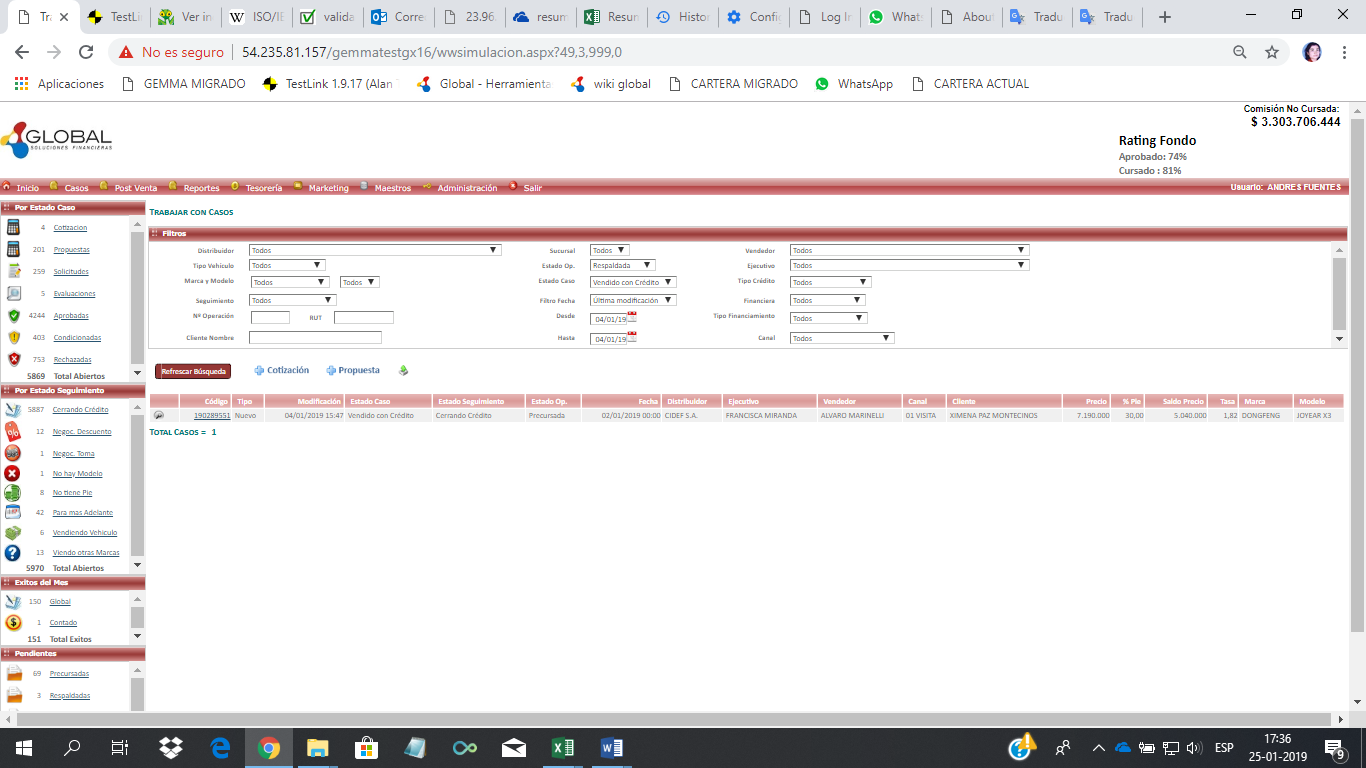 Tra
TestLi
Ver in
ISO/IE
valida
Corre
23.96
resum
Resun
Histor
Config
Log In
Whats
About
Tradu
Tradu
No es seguro
54.235.81.157/gemmatestgx16/wwsimulacion.aspx?49,3,999,0
Aplicaciones GEMMA MIGRADO TestLink 1.9.17 (Alan Global - Herramienta wiki global CARTERA MIGRADO WhatsApp CARTERA ACTUAL
Comisión No Cursada:
$ 3.303.706.444
GLOBAL
SOLUCIONES FINANCIERAS
Rating Fondo
Aprobado: 74%
Cursado : 81%
Inicio Casos Post Venta Reportes Tesorería Marketing Maestros Administración Salir Usuario: ANDRES FUENTES
Por Estado Caso
4 Cotizacion
201 Propuestas
259 Solicitudes
5 Evaluaciones
4244 Aprobadas
403 Condicionadas
753 Rechazadas
5869 Total Abiertos
Por Estado Seguimiento
5887 Cerrando Crédito
12 Negoc. Descuento
1 Negoc. Toma
1 No hay Modelo
8 No tiene Pie
42 Para mas Adelante
6 Vendiendo Vehiculo
13 Viendo otras Marcas
5970 Total Abiertos
Exitos del Mes
150 Global
1 Contado
151 Total Exitos
Pendientes
69 Precursadas
3 Respaldadas
Trabajar con Casos
Filtros
Distribuidor Todos Sucursal Todos Vendedor Todos
Tipo Vehículo Todos Estado Op. Respaldada Ejecutivo Todos
Marca y Modelo Todos Todos Estado Caso Vendido con Crédito Tipo Crédito Todos
Seguimiento Todos Filtro Fecha Última modificación Financiera Todos
Nº Operación RUT Desde 04/01/19 Tipo Financiamiento Todos
Cliente Nombre Hasta 04/01/19 Canal Todos
Refrescar Búsqueda Cotización Propuesta
Código Tipo Modificación Estado Caso Estado Seguimiento Estado Op. Fecha Distribuidor Ejecutivo Vendedor Canal Cliente Precio % Pie Saldo Precio Tasa Marca Modelo
190289551 Nuevo 04/01/2019 15:47 Vendido con Crédito Cerrando Crédito Precursada 02/01/2019 00:00 CIDEF S.A. FRANCISCA MIRANDA ALVARO MARINELLI 01 VISITA XIMENA PAZ MONTECINOS 7.190.000 30,00 5.040.000 1,82 DONGFENG JOYEAR X3
Total Casos = 1
ESP
17:36
25-01-2019
9